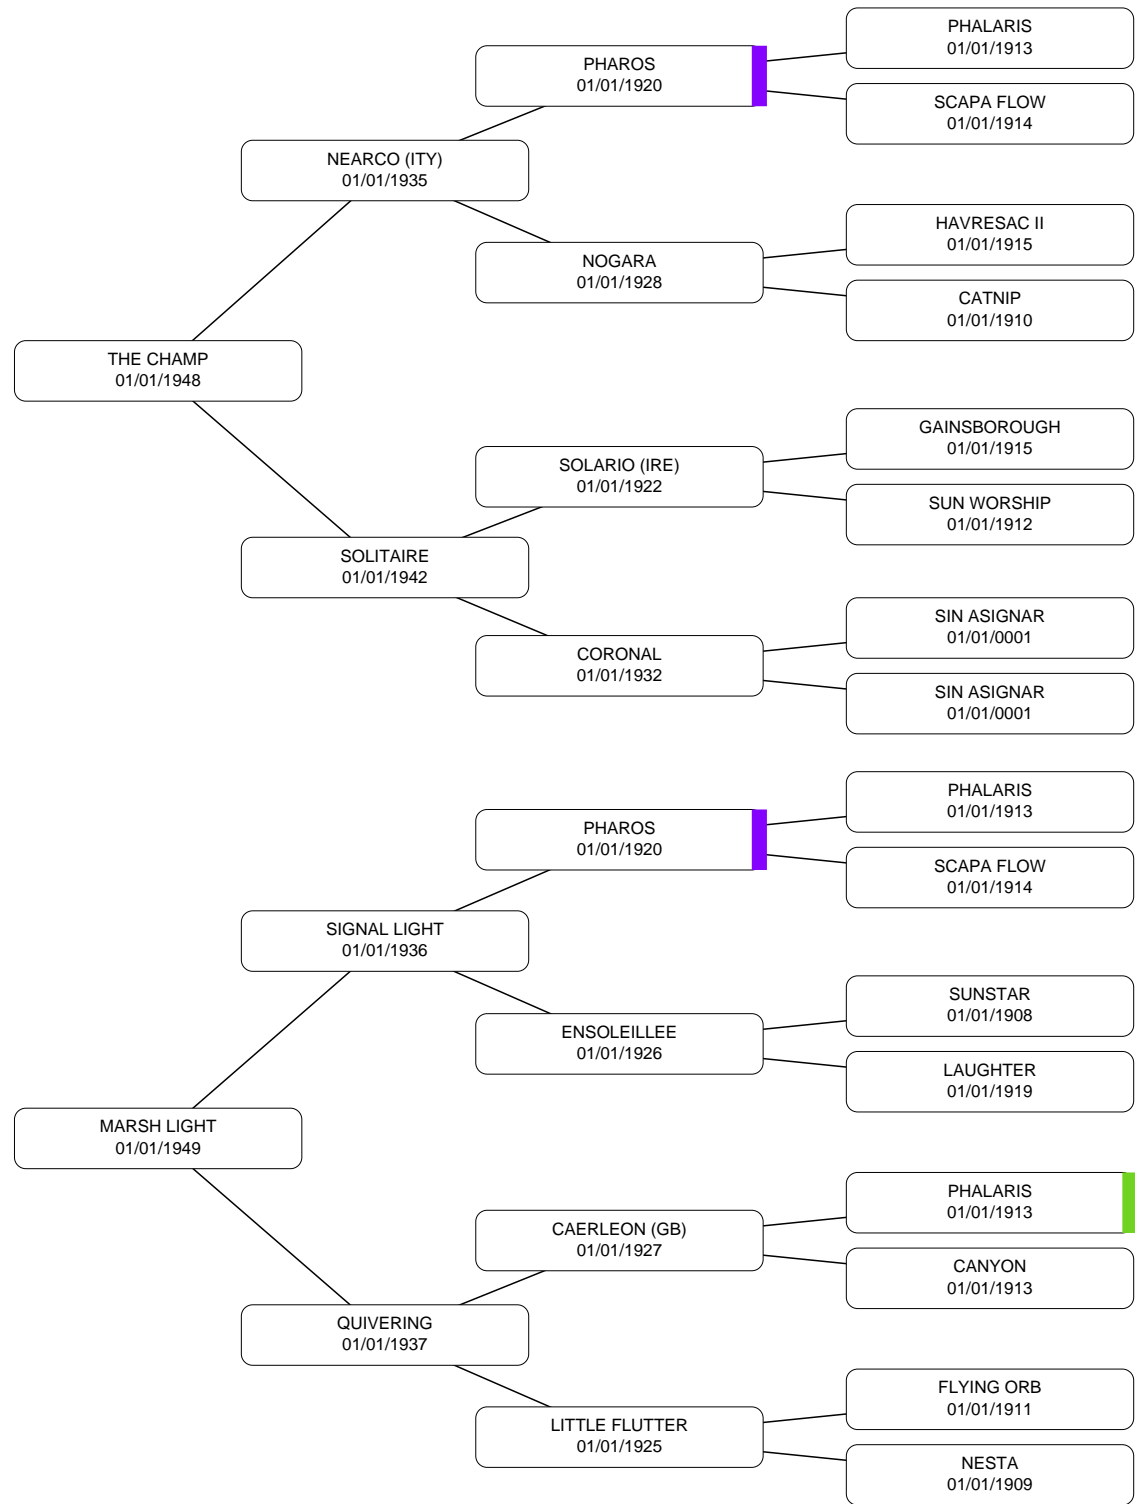 PHALARIS
01/01/1913
PHAROS
01/01/1920
SCAPA FLOW
01/01/1914
NEARCO (ITY)
01/01/1935
HAVRESAC II
01/01/1915
NOGARA
01/01/1928
CATNIP
01/01/1910
THE CHAMP
01/01/1948
GAINSBOROUGH
01/01/1915
SOLARIO (IRE)
01/01/1922
SUN WORSHIP
01/01/1912
SOLITAIRE
01/01/1942
SIN ASIGNAR
01/01/0001
CORONAL
01/01/1932
SIN ASIGNAR
01/01/0001
PHALARIS
01/01/1913
PHAROS
01/01/1920
SCAPA FLOW
01/01/1914
SIGNAL LIGHT
01/01/1936
SUNSTAR
01/01/1908
ENSOLEILLEE
01/01/1926
LAUGHTER
01/01/1919
MARSH LIGHT
01/01/1949
PHALARIS
01/01/1913
CAERLEON (GB)
01/01/1927
CANYON
01/01/1913
QUIVERING
01/01/1937
FLYING ORB
01/01/1911
LITTLE FLUTTER
01/01/1925
NESTA
01/01/1909